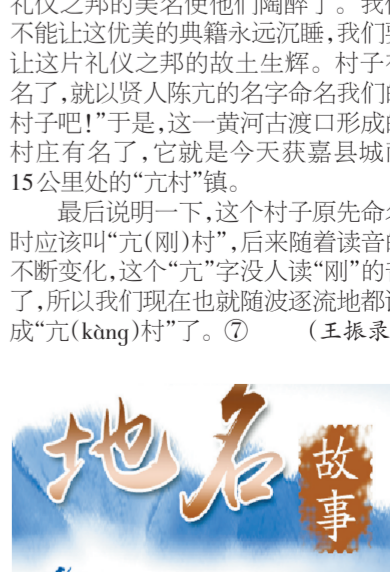 礼仪之邦的美名使他们陶醉了。我
不能让这优美的典籍永远沉睡,我们
让这片礼仪之邦的故土生辉。村子
名了,就以贤人陈亢的名字命名我们的
村子吧!”于是,这一黄河古渡口形成的
村庄有名了,它就是今天获嘉县城
15公里处的“亢村”镇。
最后说明一下,这个村子原先命名
时应该叫“亢(刚)村”,后来随着读音的
不断变化,这个“亢”字没人读“刚”的
了,所以我们现在也就随波逐流地都
成“亢(kàng)村”了。⑦ (王振录
地名
故事